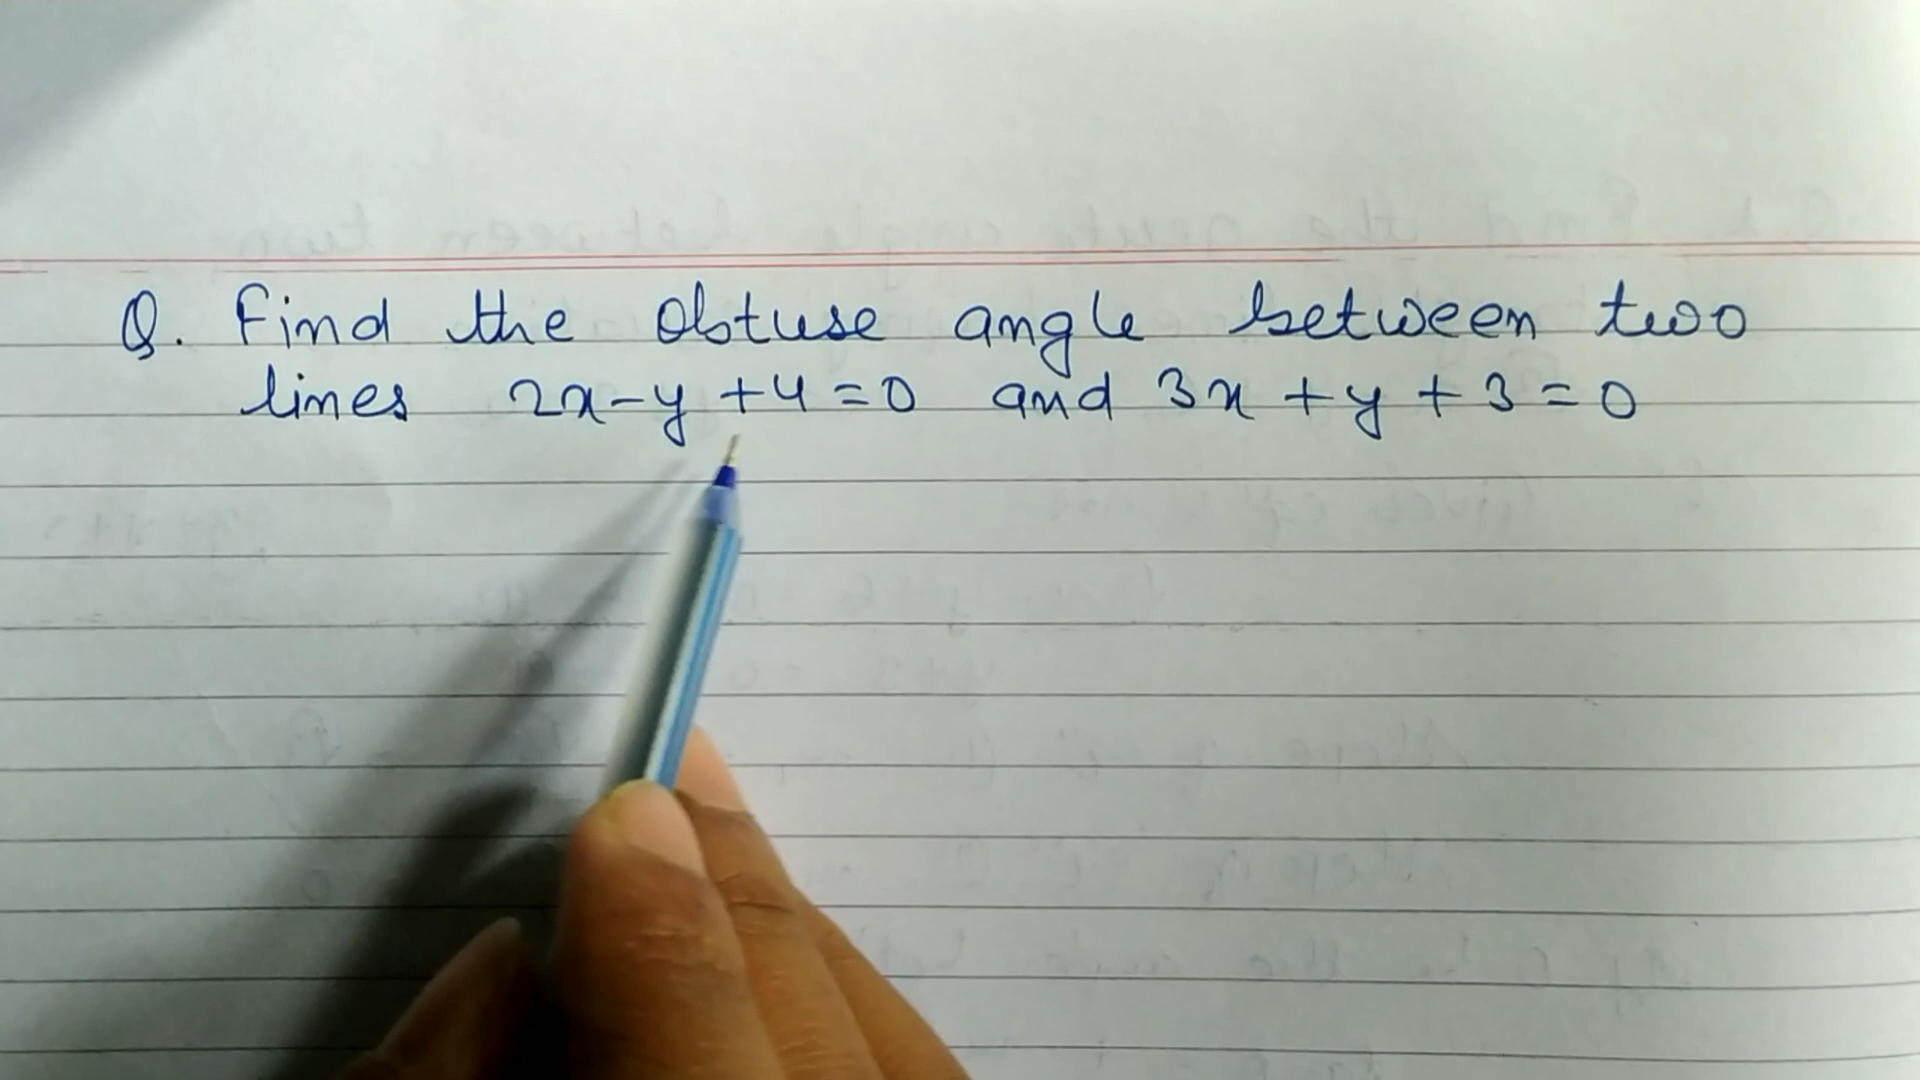 Q. Find the obtuse angle between two
lines 2x-y+4=0 and 3x+y+3=0